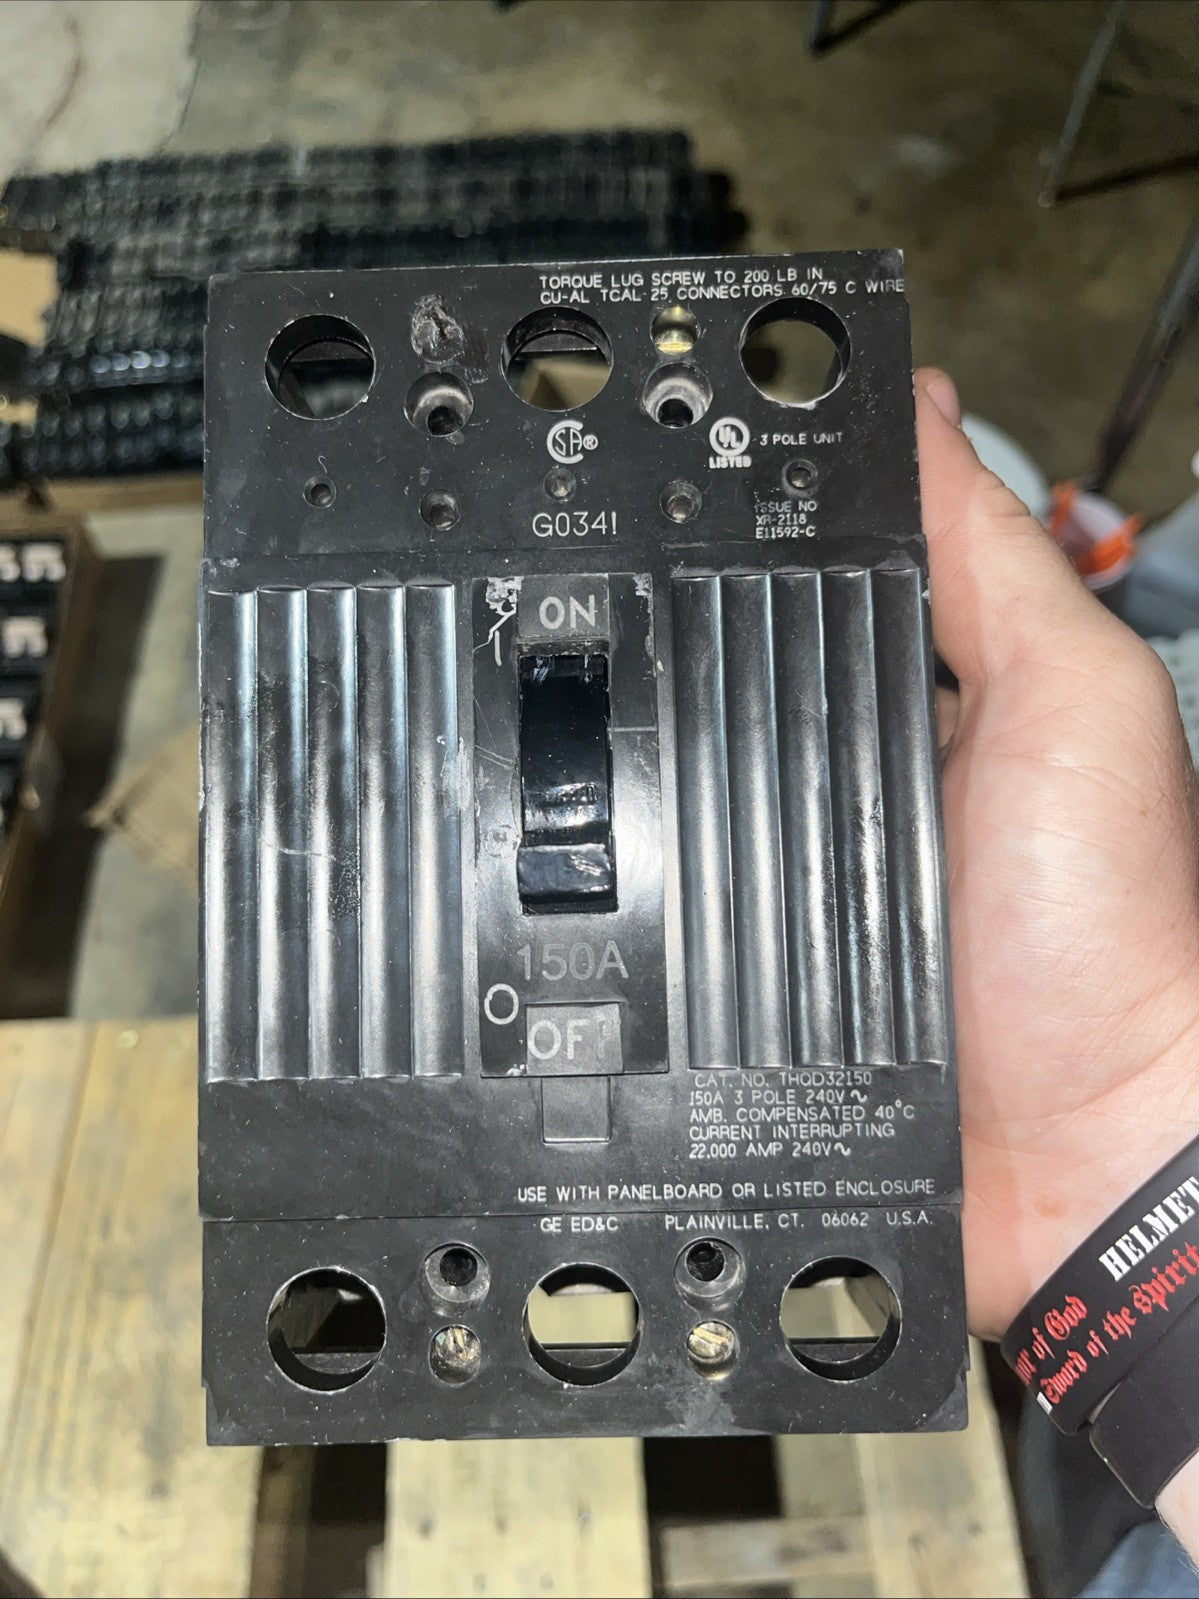 TORQUE LUG SCREW TO 200 LB IN
CU-AL TCAL 25 CONNECTORS. 60/75 C WIRE
SA®
UL
LISTED
3 POLE UNIT
G034!
ISSUE NO
XR-2118
E11592-C
ON
150A
OFF
CAT. NO. THQD32150
150A 3 POLE 240V∿
AMB. COMPENSATED 40°C
CURRENT INTERRUPTING
22,000 AMP 240V∿
USE WITH PANELBOARD OR LISTED ENCLOSURE
GE ED&C PLAINVILLE, CT. 06062 U.S.A.
HELMET
of God
Sword of the Spirit